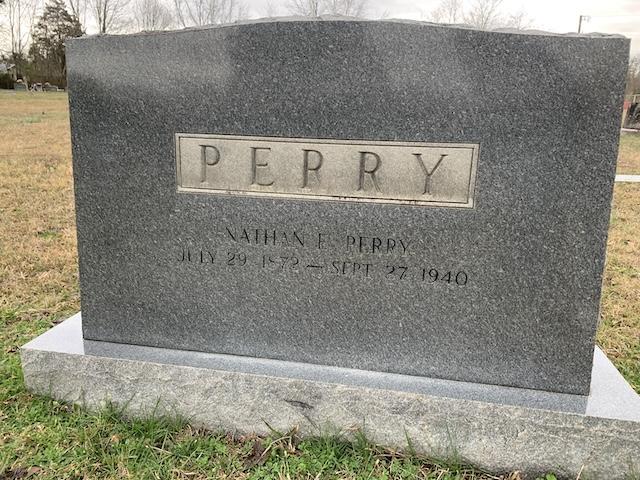 PERRY
NATHAN E. PERRY
JULY 29, 1872 — SEPT. 27, 1940